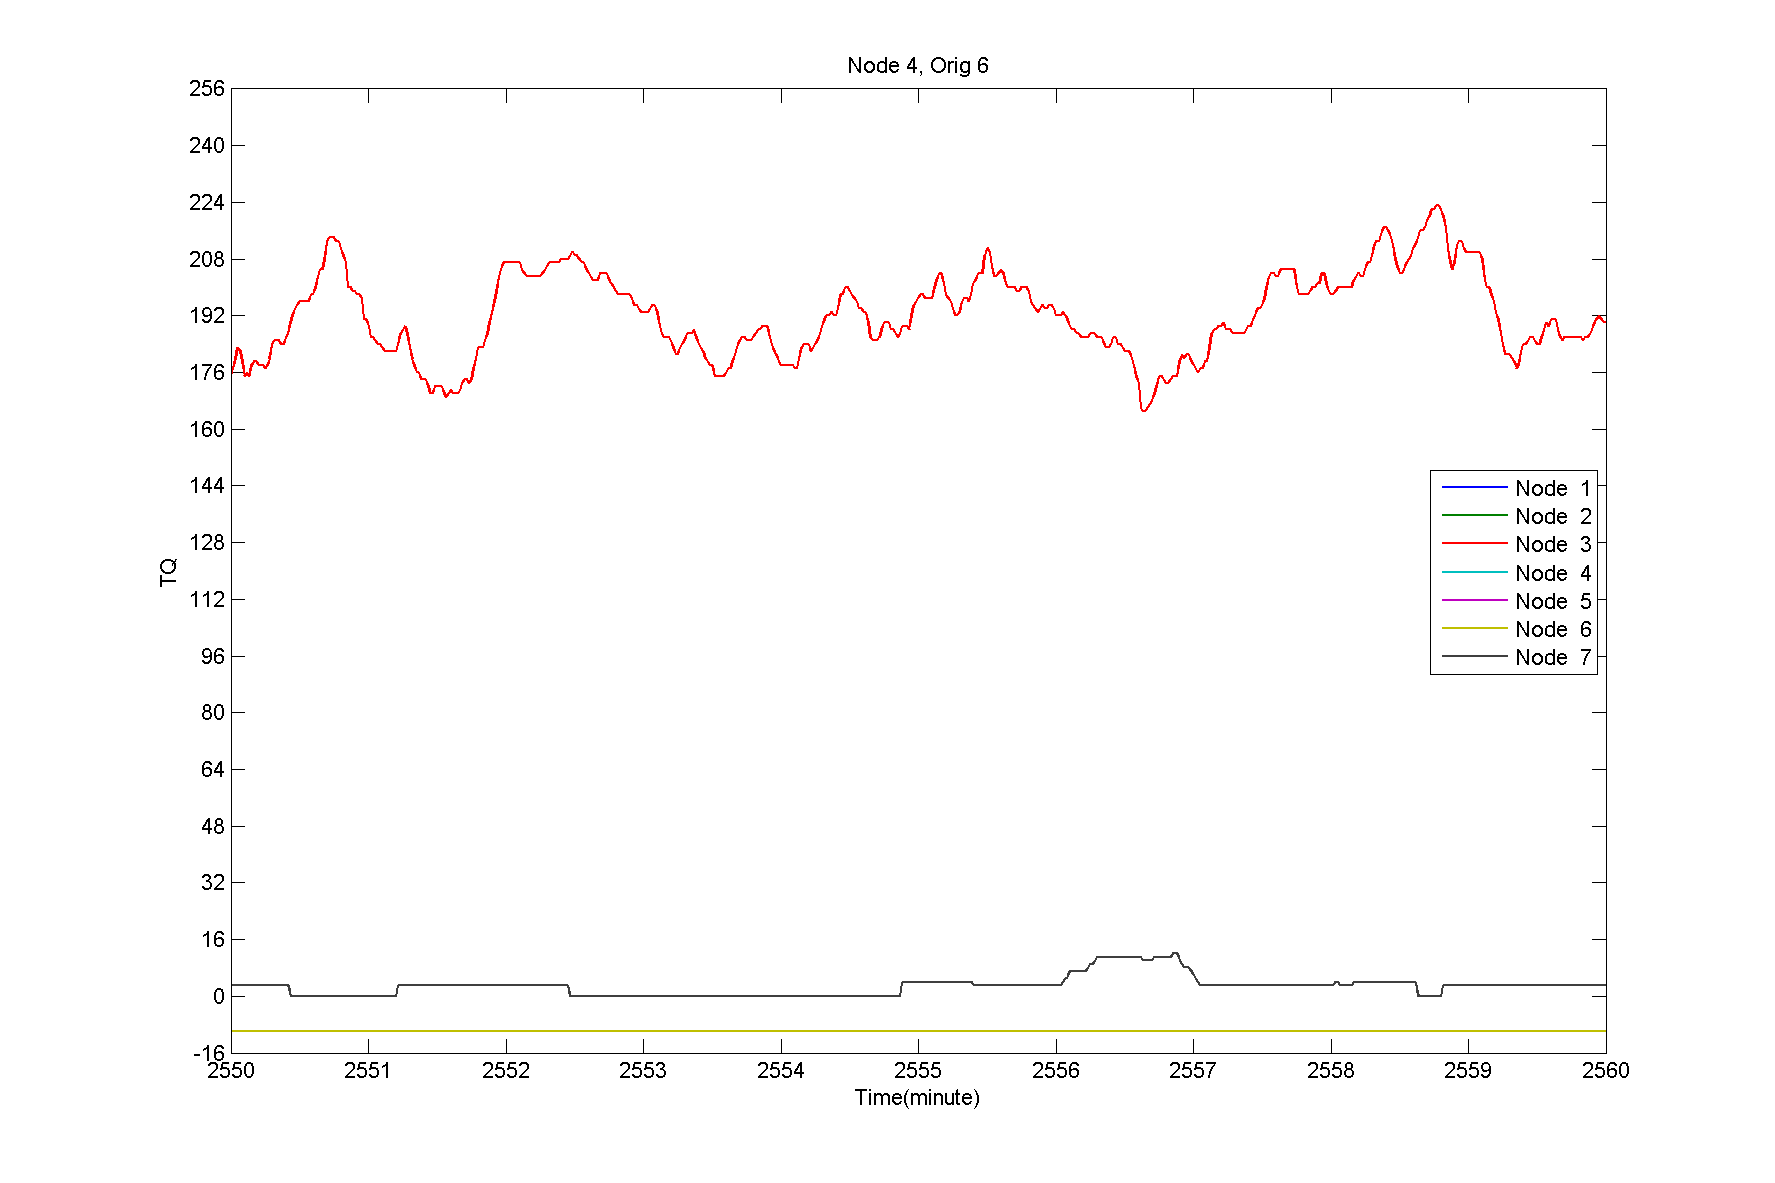 Node 4, Orig 6
256
240
224
208
192
176
160
144
128
112
96
80
64
48
32
16
0
-16
TQ
Node 1
Node 2
Node 3
Node 4
Node 5
Node 6
Node 7
2550 2551 2552 2553 2554 2555 2556 2557 2558 2559 2560
Time(minute)